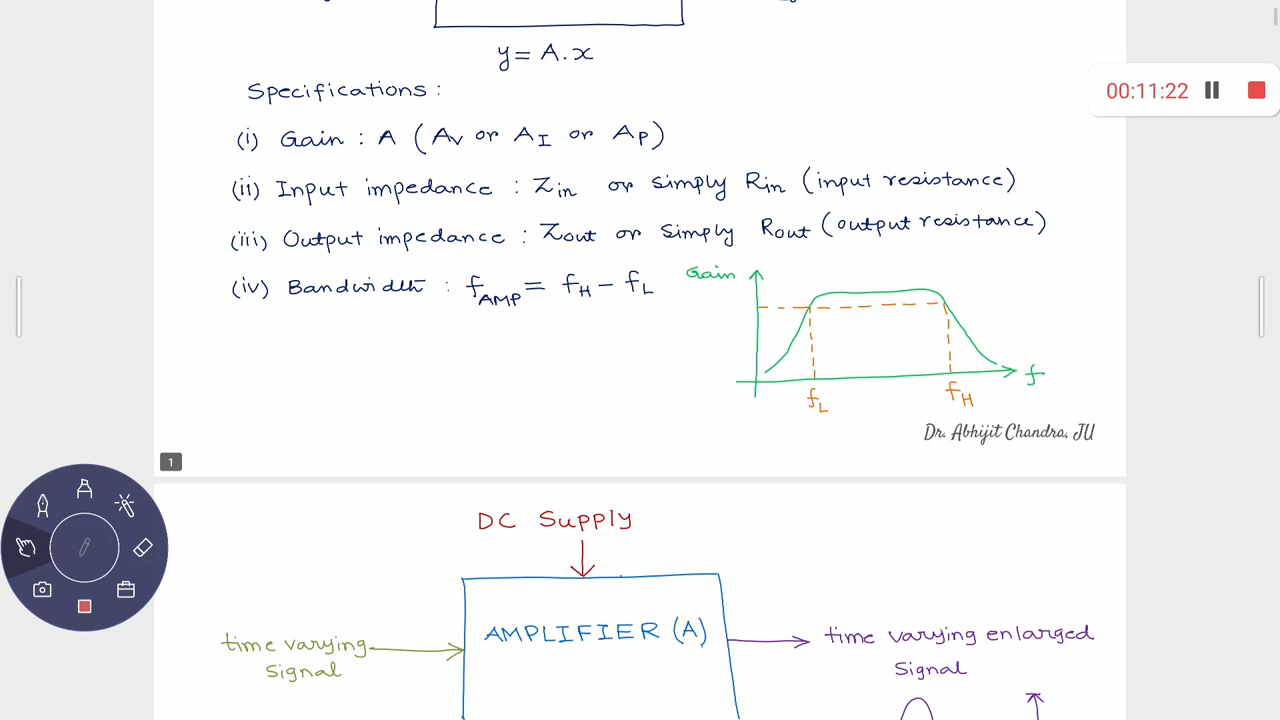 y = A.x
Specifications :
00:11:22
(i) Gain : A (Av or AI or Ap)
(ii) Input impedance : Zin or simply Rin (input resistance)
(iii) Output impedance : Zout or simply Rout (output resistance)
(iv) Bandwidth : fAMP = fH - fL
Gain
f
fL
fH
Dr. Abhijit Chandra, JU
1
DC Supply
AMPLIFIER (A)
time varying
signal
time varying enlarged
signal